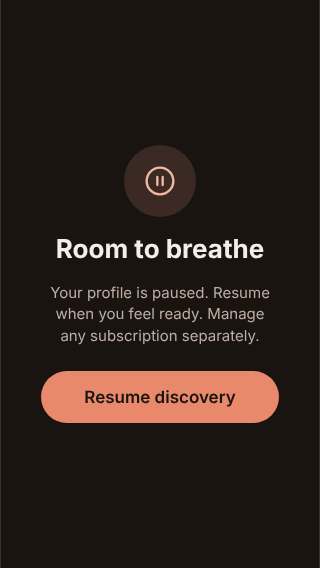 Room to breathe
Your profile is paused. Resume
when you feel ready. Manage
any subscription separately.
Resume discovery